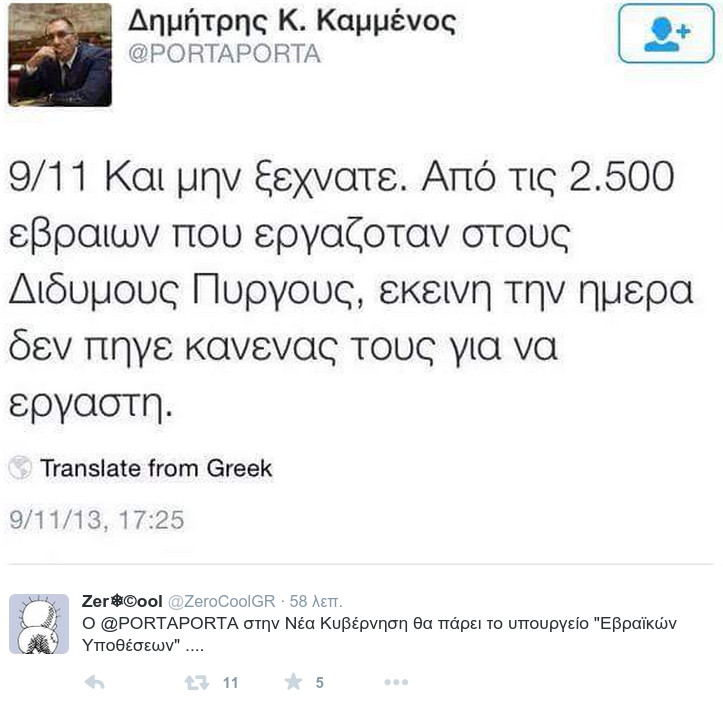 Δημήτρης Κ. Καμμένος
@PORTAPORTA
9/11 Και μην ξεχνατε. Από τις 2.500
εβραιων που εργαζοταν στους
Διδυμους Πυργους, εκεινη την ημερα
δεν πηγε κανενας τους για να
εργαστη.
Translate from Greek
9/11/13, 17:25
Zer❄©ool @ZeroCoolGR · 58 λεπ.
Ο @PORTAPORTA στην Νέα Κυβέρνηση θα πάρει το υπουργείο "Εβραϊκών
Υποθέσεων" ....
11 5